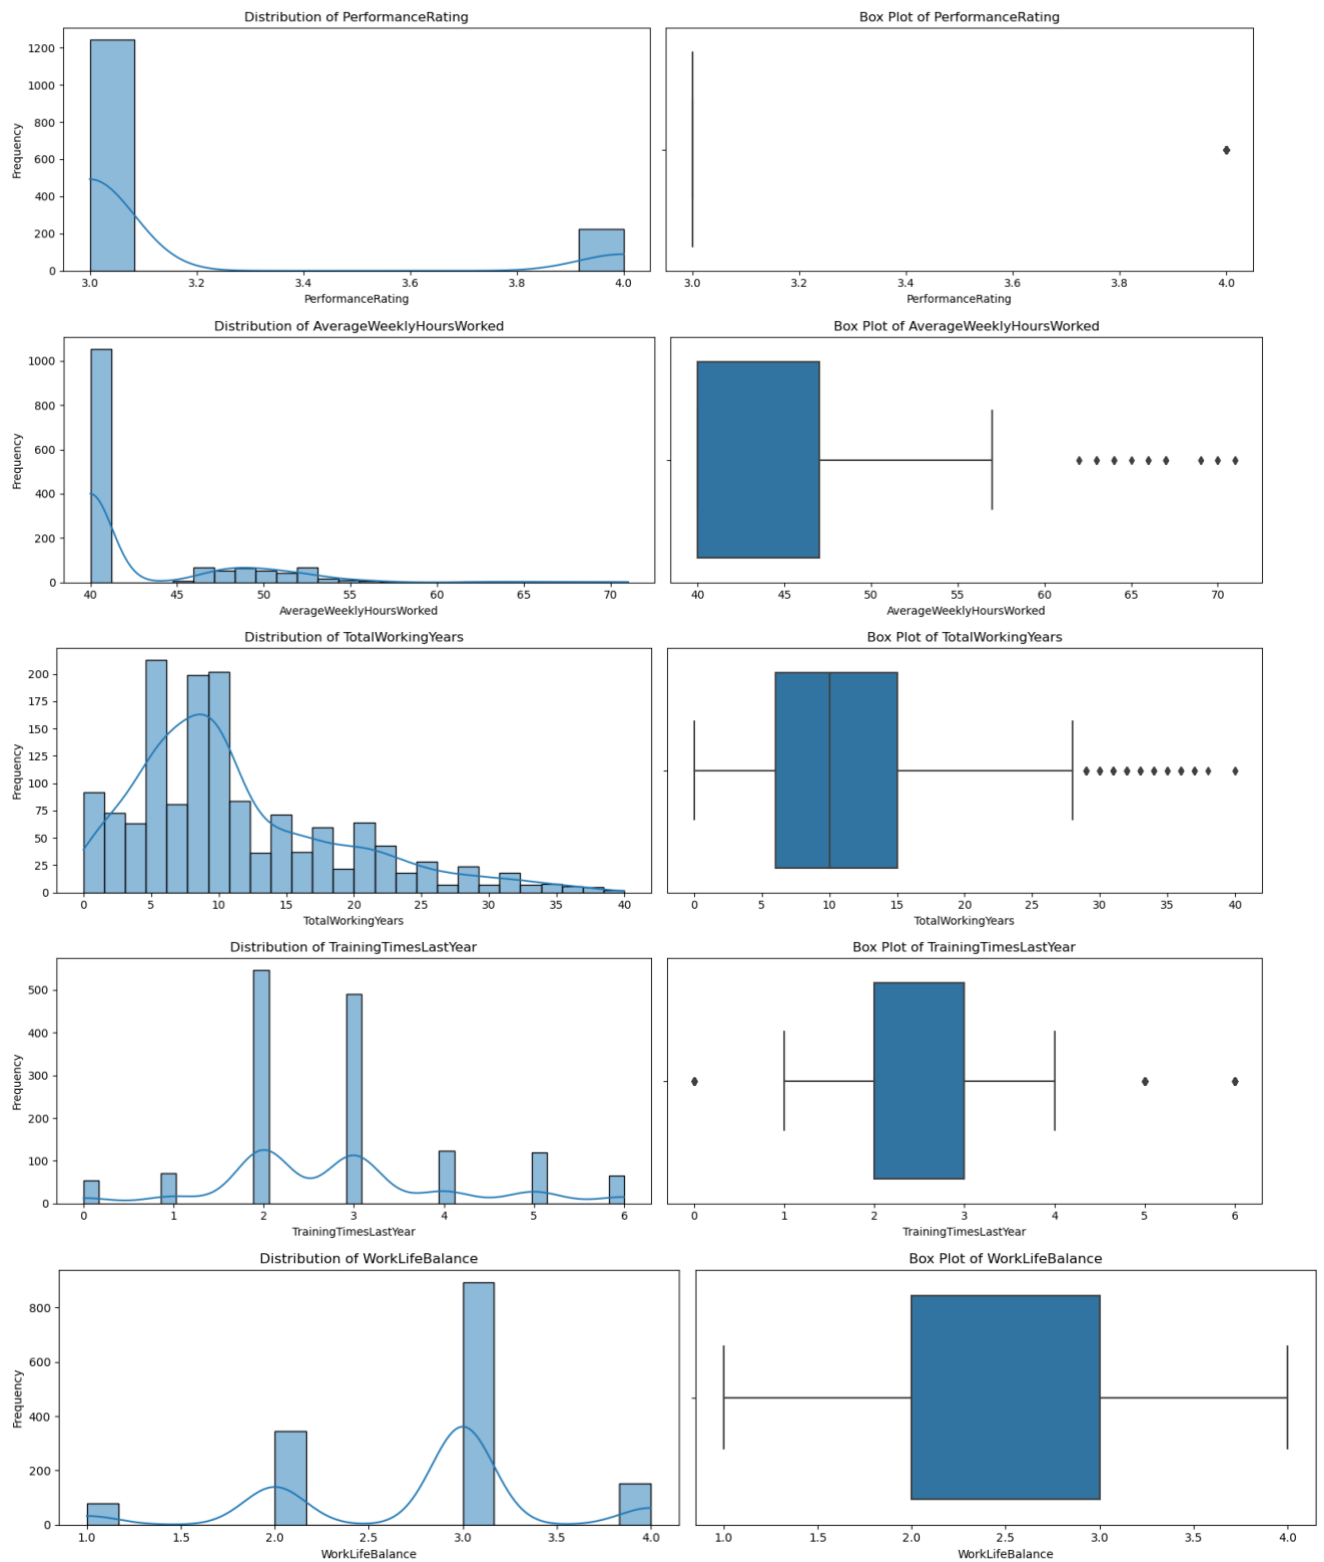 Distribution of PerformanceRating
Box Plot of PerformanceRating
1200
1000
800
600
400
200
0
Frequency
3.0 3.2 3.4 3.6 3.8 4.0
PerformanceRating
3.0 3.2 3.4 3.6 3.8 4.0
PerformanceRating
Distribution of AverageWeeklyHoursWorked
Box Plot of AverageWeeklyHoursWorked
1000
800
600
400
200
0
Frequency
40 45 50 55 60 65 70
AverageWeeklyHoursWorked
40 45 50 55 60 65 70
AverageWeeklyHoursWorked
Distribution of TotalWorkingYears
Box Plot of TotalWorkingYears
200
175
150
125
100
75
50
25
0
Frequency
0 5 10 15 20 25 30 35 40
TotalWorkingYears
0 5 10 15 20 25 30 35 40
TotalWorkingYears
Distribution of TrainingTimesLastYear
Box Plot of TrainingTimesLastYear
500
400
300
200
100
0
Frequency
0 1 2 3 4 5 6
TrainingTimesLastYear
0 1 2 3 4 5 6
TrainingTimesLastYear
Distribution of WorkLifeBalance
Box Plot of WorkLifeBalance
800
600
400
200
0
Frequency
1.0 1.5 2.0 2.5 3.0 3.5 4.0
WorkLifeBalance
1.0 1.5 2.0 2.5 3.0 3.5 4.0
WorkLifeBalance